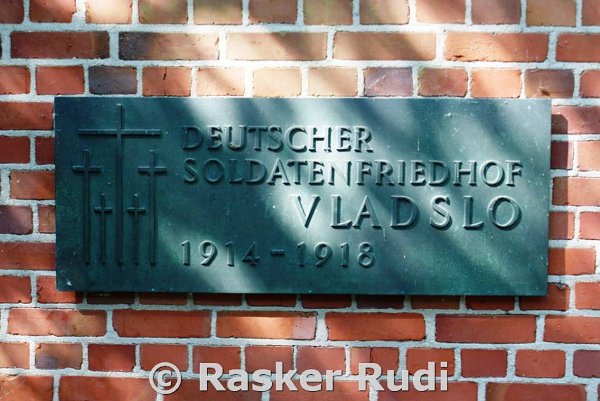 DEUTSCHER
SOLDATENFRIEDHOF
VLADSLO
1914-1918
© Rasker Rudi